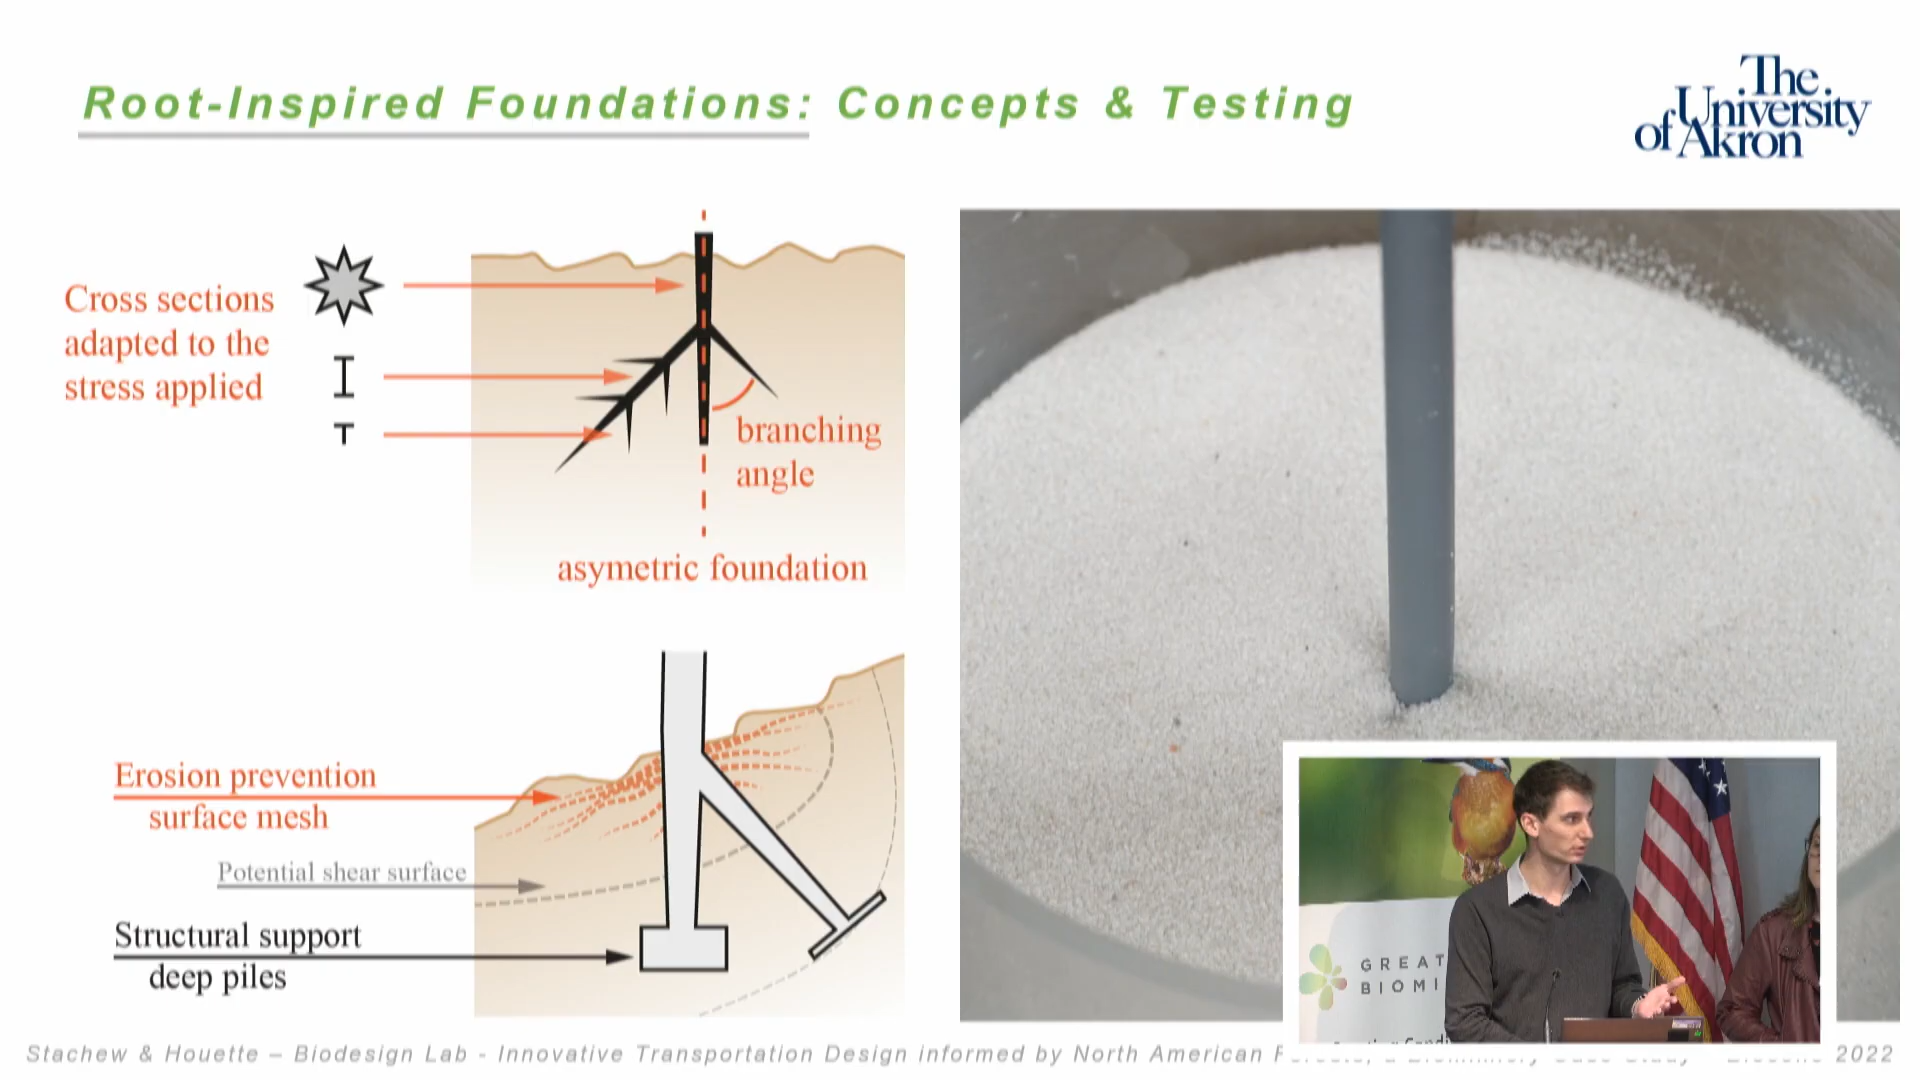 Root-Inspired Foundations: Concepts & Testing
The
University
of Akron
Cross sections
adapted to the
stress applied
branching
angle
asymetric foundation
Erosion prevention
surface mesh
Potential shear surface
Structural support
deep piles
GREAT
BIOMI
Stachew & Houette – Biodesign Lab - Innovative Transportation Design informed by North American 2022